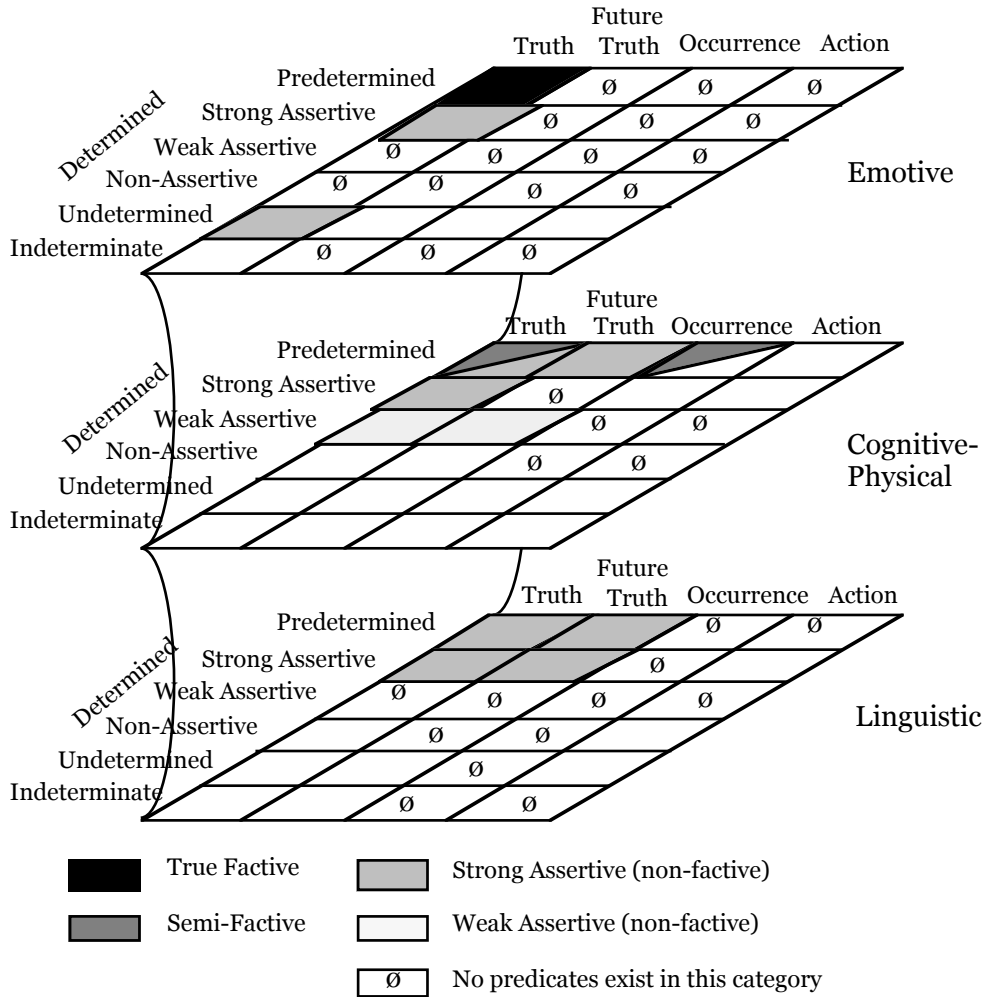 Future
Truth Truth Occurrence Action
Predetermined Ø Ø Ø
Strong Assertive Ø Ø Ø
Determined
Weak Assertive Ø Ø Ø Ø
Non-Assertive Ø Ø Ø Ø
Emotive
Undetermined
Indeterminate Ø Ø Ø
Future
Truth Truth Occurrence Action
Predetermined
Strong Assertive Ø
Determined
Weak Assertive Ø Ø
Non-Assertive Ø Ø
Cognitive-
Physical
Undetermined
Indeterminate
Future
Truth Truth Occurrence Action
Predetermined Ø Ø
Strong Assertive Ø
Determined
Weak Assertive Ø Ø Ø Ø
Non-Assertive Ø Ø
Linguistic
Undetermined Ø
Indeterminate Ø Ø
True Factive Strong Assertive (non-factive)
Semi-Factive Weak Assertive (non-factive)
Ø No predicates exist in this category